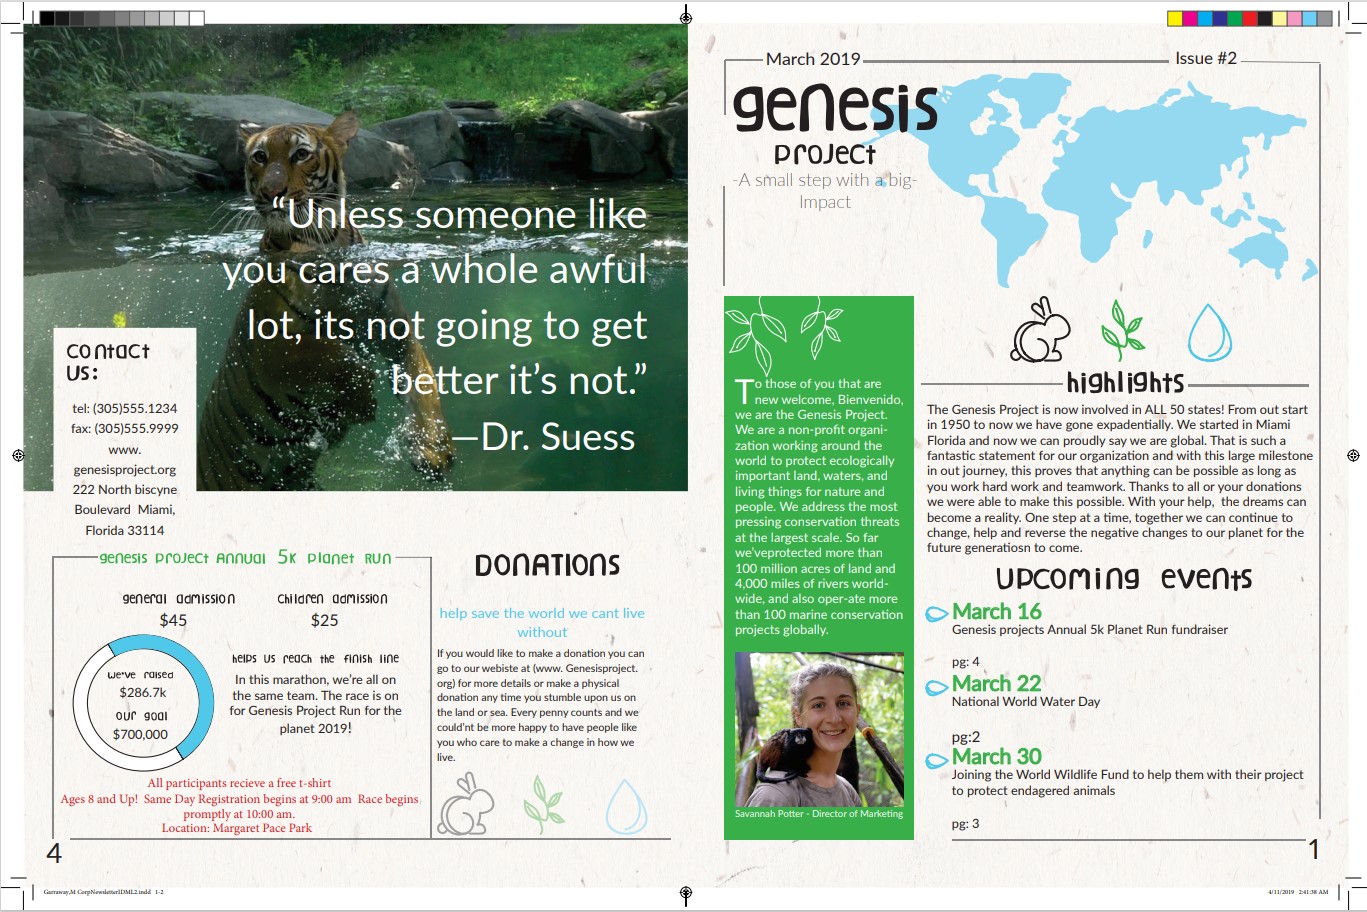 "Unless someone like
you cares a whole awful
lot, its not going to get
better it's not."
—Dr. Suess
contact
us:
tel: (305)555.1234
fax: (305)555.9999
www.
genesisproject.org
222 North biscyne
Boulevard Miami,
Florida 33114
genesis project annual 5k planet run
general admission
$45
children admission
$25
we've raised
$286.7k
our goal
$700,000
helps us reach the finish line
In this marathon, we're all on
the same team. The race is on
for Genesis Project Run for the
planet 2019!
All participants recieve a free t-shirt
Ages 8 and Up! Same Day Registration begins at 9:00 am Race begins
promptly at 10:00 am.
Location: Margaret Pace Park
DONATIONS
help save the world we cant live
without
If you would like to make a donation you can
go to our webiste at (www. Genesisproject.
org) for more details or make a physical
donation any time you stumble upon us on
the land or sea. Every penny counts and we
could'nt be more happy to have people like
you who care to make a change in how we
live.
4
Garraway,M CorpNewsletterIDML2.indd 1-2
March 2019
Issue #2
genesis
project
-A small step with a big-
Impact
To those of you that are
new welcome, Bienvenido,
we are the Genesis Project.
We are a non-profit organi-
zation working around the
world to protect ecologically
important land, waters, and
living things for nature and
people. We address the most
pressing conservation threats
at the largest scale. So far
we'veprotected more than
100 million acres of land and
4,000 miles of rivers world-
wide, and also oper-ate more
than 100 marine conservation
projects globally.
Savannah Potter - Director of Marketing
highlights
The Genesis Project is now involved in ALL 50 states! From out start
in 1950 to now we have gone expadentially. We started in Miami
Florida and now we can proudly say we are global. That is such a
fantastic statement for our organization and with this large milestone
in out journey, this proves that anything can be possible as long as
you work hard work and teamwork. Thanks to all or your donations
we were able to make this possible. With your help, the dreams can
become a reality. One step at a time, together we can continue to
change, help and reverse the negative changes to our planet for the
future generatiosn to come.
upcoming events
March 16
Genesis projects Annual 5k Planet Run fundraiser
pg: 4
March 22
National World Water Day
pg:2
March 30
Joining the World Wildlife Fund to help them with their project
to protect endagered animals
pg: 3
1
4/11/2019 2:41:38 AM